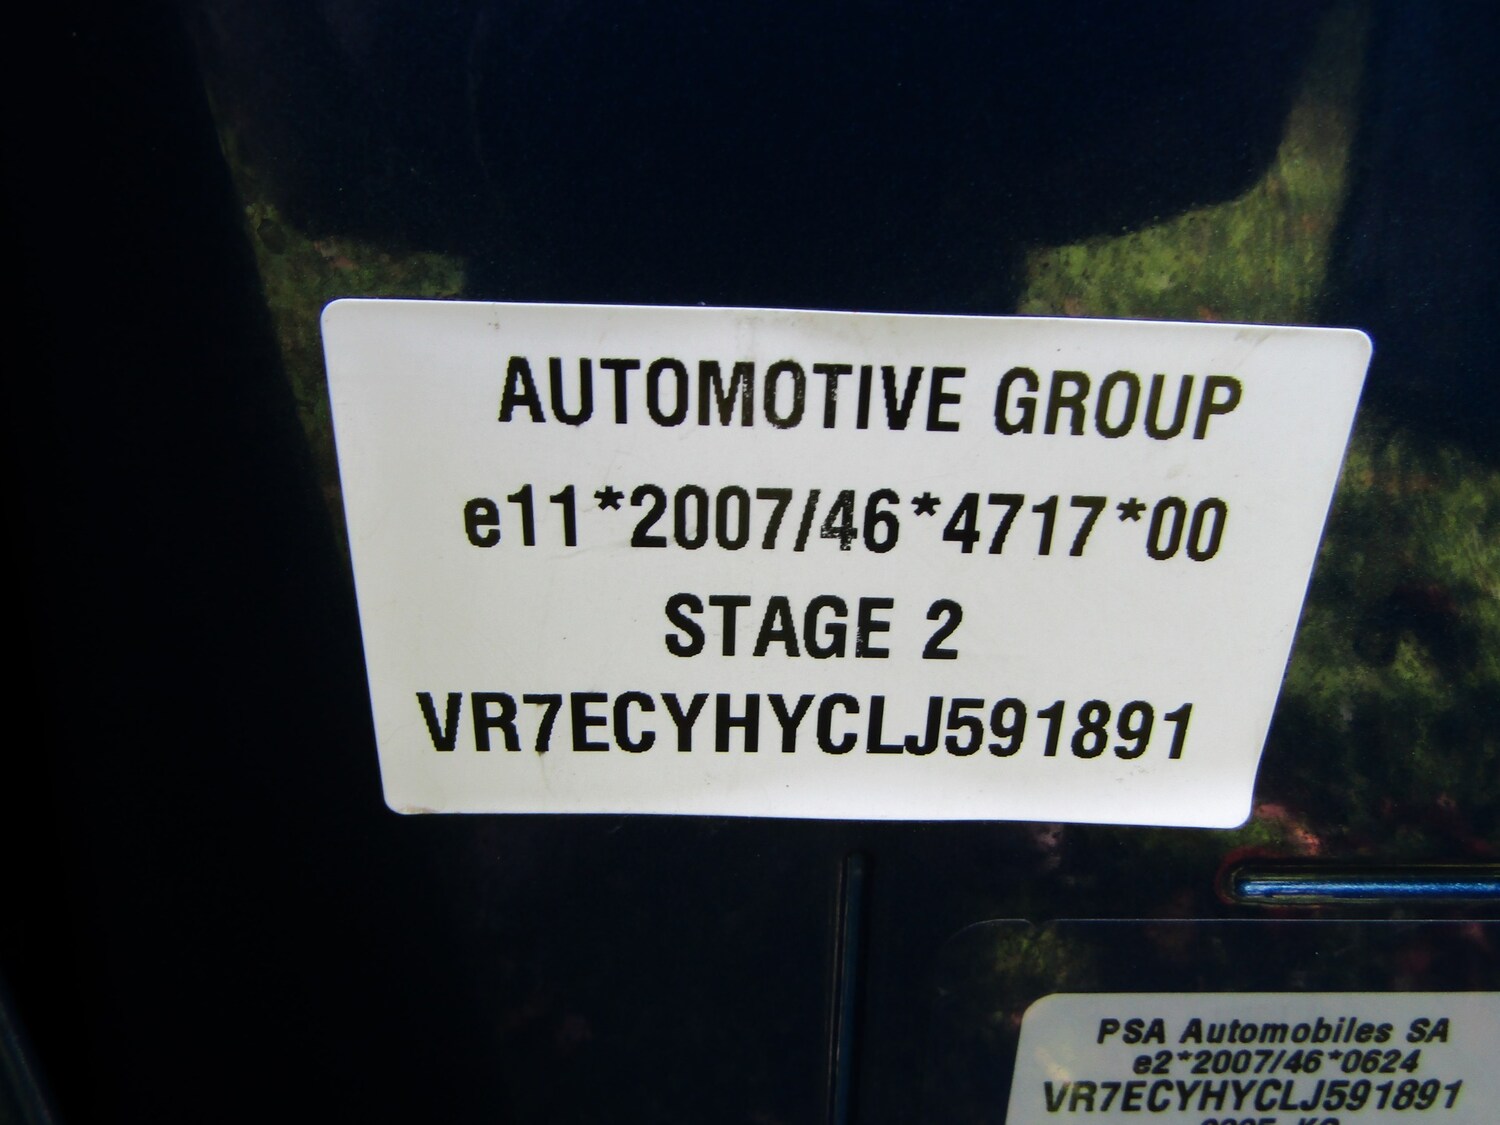 AUTOMOTIVE GROUP
e11*2007/46*4717*00
STAGE 2
VR7ECYHYCLJ591891
PSA Automobiles SA
e2*2007/46*0624
VR7ECYHYCLJ591891